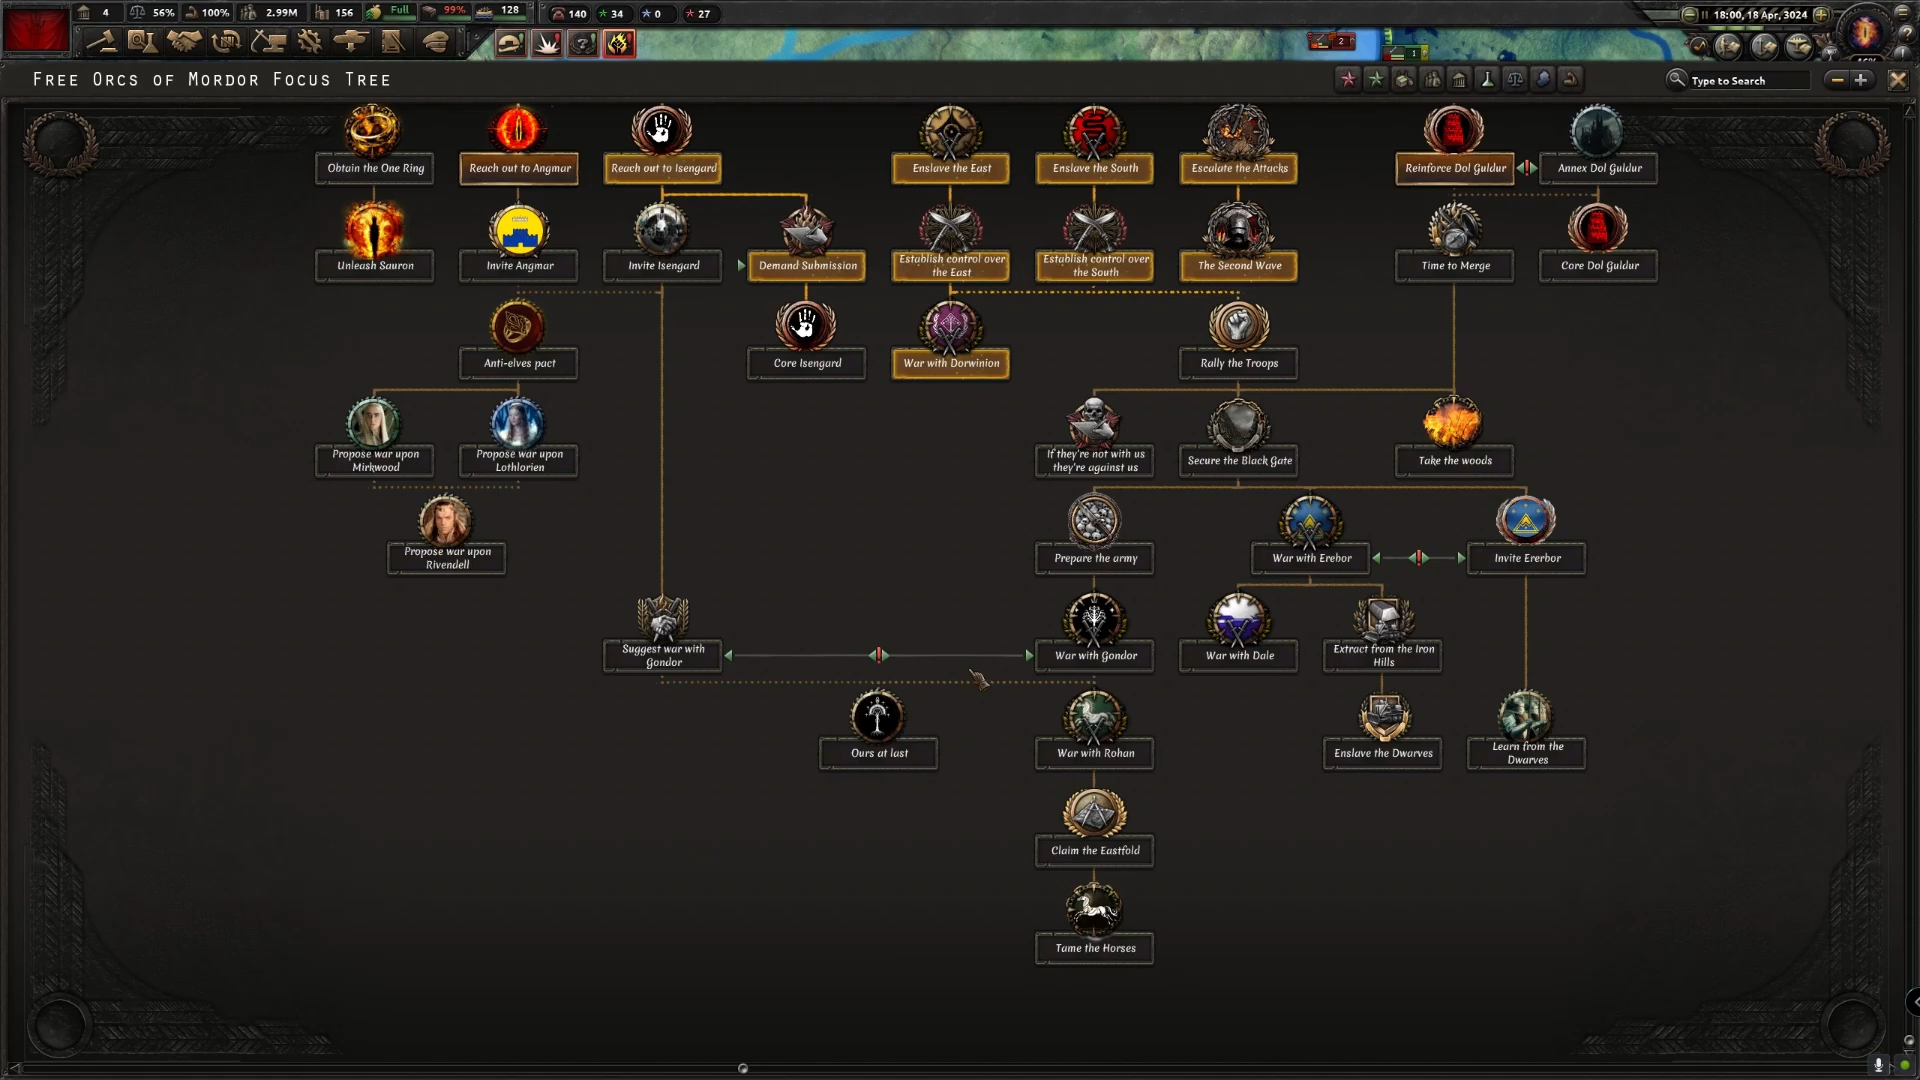 4 56% 100% 2.99M 156 Full 99% 128 140 34 0 27
18:00, 18 Apr, 3024
2 1
Free Orcs of Mordor Focus Tree
Type to Search
Obtain the One Ring
Reach out to Angmar
Reach out to Isengard
Enslave the East
Enslave the South
Escalate the Attacks
Reinforce Dol Guldur
Annex Dol Guldur
Unleash Sauron
Invite Angmar
Invite Isengard
Demand Submission
Establish control over
the East
Establish control over
the South
The Second Wave
Time to Merge
Core Dol Guldur
Anti-elves pact
Core Isengard
War with Dorwinion
Rally the Troops
Propose war upon
Mirkwood
Propose war upon
Lothlorien
If they're not with us
they're against us
Secure the Black Gate
Take the woods
Propose war upon
Rivendell
Prepare the army
War with Erebor
Invite Ererbor
Suggest war with
Gondor
War with Gondor
War with Dale
Extract from the Iron
Hills
Ours at last
War with Rohan
Enslave the Dwarves
Learn from the
Dwarves
Claim the Eastfold
Tame the Horses